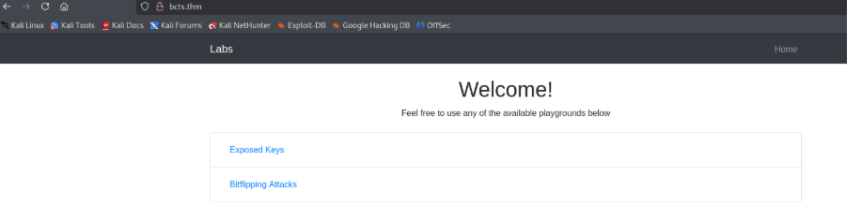 bcts.thm
Kali Linux Kali Tools Kali Docs Kali Forums Kali NetHunter Exploit-DB Google Hacking DB OffSec
Labs Home
Welcome!
Feel free to use any of the available playgrounds below
Exposed Keys
Bitflipping Attacks